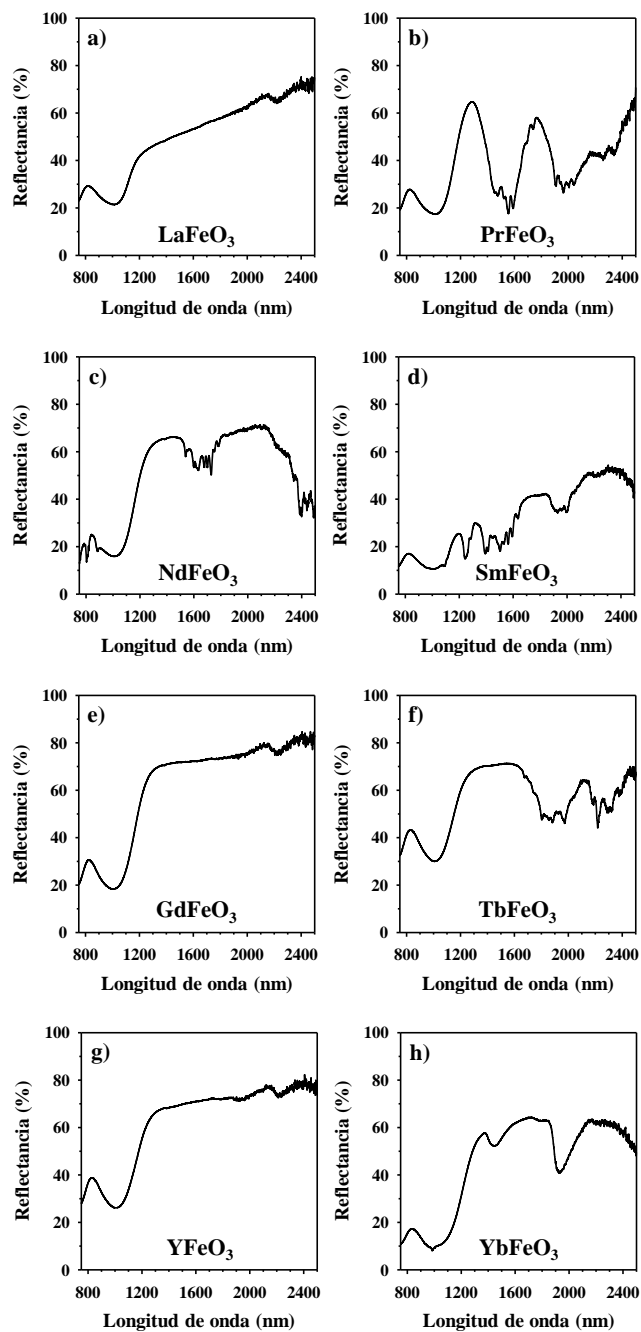 a)
b)
100
80
60
40
20
0
Reflectancia (%)
LaFeO₃
800 1200 1600 2000 2400
Longitud de onda (nm)
100
80
60
40
20
0
Reflectancia (%)
PrFeO₃
800 1200 1600 2000 2400
Longitud de onda (nm)
c)
d)
100
80
60
40
20
0
Reflectancia (%)
NdFeO₃
800 1200 1600 2000 2400
Longitud de onda (nm)
100
80
60
40
20
0
Reflectancia (%)
SmFeO₃
800 1200 1600 2000 2400
Longitud de onda (nm)
e)
f)
100
80
60
40
20
0
Reflectancia (%)
GdFeO₃
800 1200 1600 2000 2400
Longitud de onda (nm)
100
80
60
40
20
0
Reflectancia (%)
TbFeO₃
800 1200 1600 2000 2400
Longitud de onda (nm)
g)
h)
100
80
60
40
20
0
Reflectancia (%)
YFeO₃
800 1200 1600 2000 2400
Longitud de onda (nm)
100
80
60
40
20
0
Reflectancia (%)
YbFeO₃
800 1200 1600 2000 2400
Longitud de onda (nm)